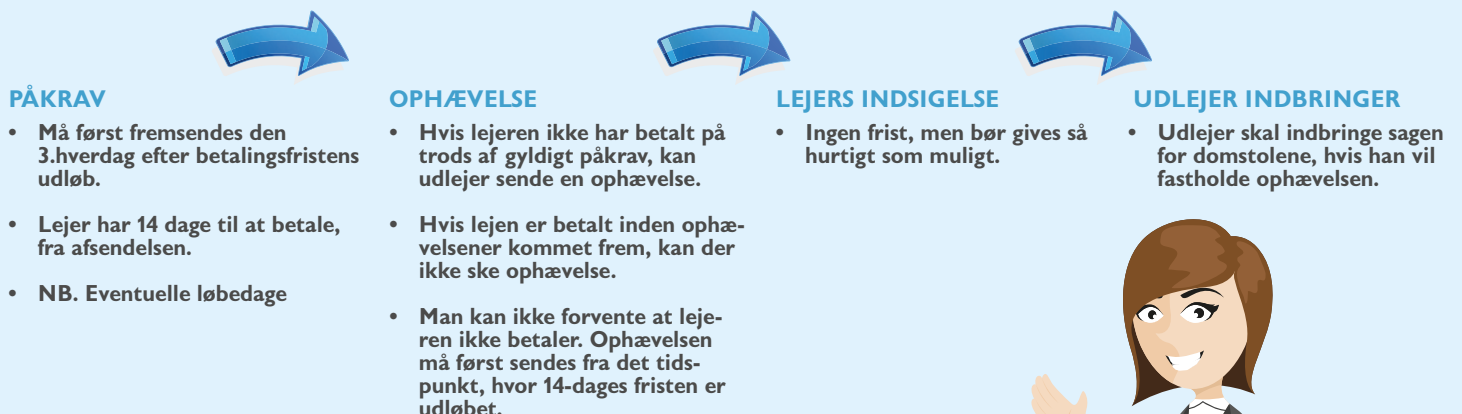 PÅKRAV
• Må først fremsendes den
3.hverdag efter betalingsfristens
udløb.
• Lejer har 14 dage til at betale,
fra afsendelsen.
• NB. Eventuelle løbedage
OPHÆVELSE
• Hvis lejeren ikke har betalt på
trods af gyldigt påkrav, kan
udlejer sende en ophævelse.
• Hvis lejen er betalt inden ophæ-
velsener kommet frem, kan der
ikke ske ophævelse.
• Man kan ikke forvente at leje-
ren ikke betaler. Ophævelsen
må først sendes fra det tids-
punkt, hvor 14-dages fristen er
udløbet.
LEJERS INDSIGELSE
• Ingen frist, men bør gives så
hurtigt som muligt.
UDLEJER INDBRINGER
• Udlejer skal indbringe sagen
for domstolene, hvis han vil
fastholde ophævelsen.